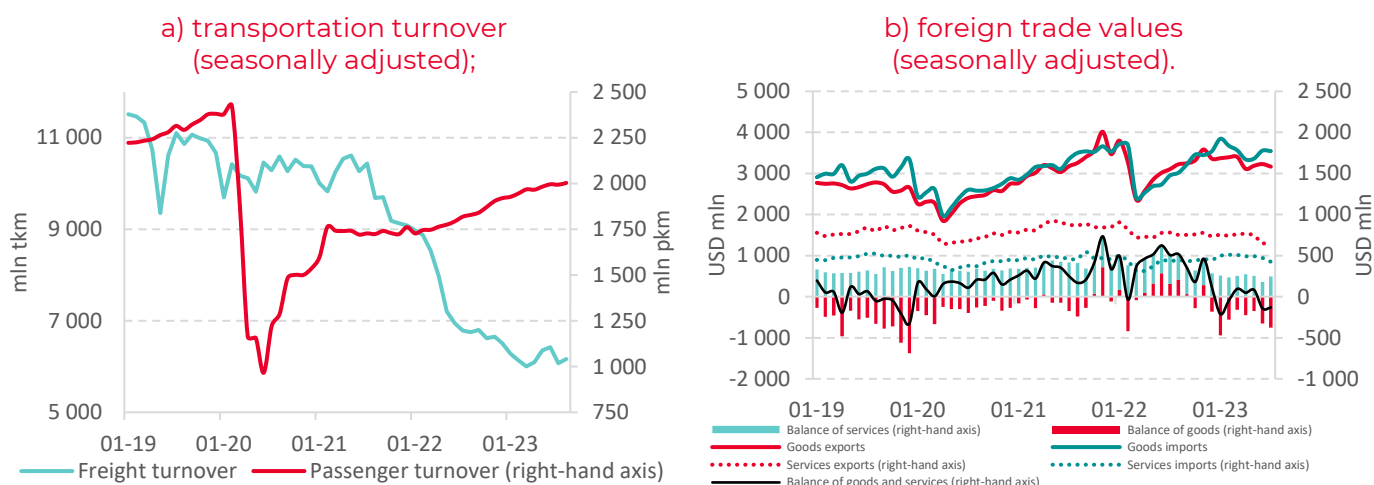 a) transportation turnover
(seasonally adjusted);
11 000
9 000
7 000
5 000
mln tkm
2 500
2 250
2 000
1 750
1 500
1 250
1 000
750
mln pkm
01-19
01-20
01-21
01-22
01-23
Freight turnover
Passenger turnover (right-hand axis)
b) foreign trade values
(seasonally adjusted).
5 000
4 000
3 000
2 000
1 000
0
-1 000
-2 000
USD mln
2 500
2 000
1 500
1 000
500
0
-500
-1 000
USD mln
01-19
01-20
01-21
01-22
01-23
Balance of services (right-hand axis)
Balance of goods (right-hand axis)
Goods exports
Goods imports
Services exports (right-hand axis)
Services imports (right-hand axis)
Balance of goods and services (right-hand axis)